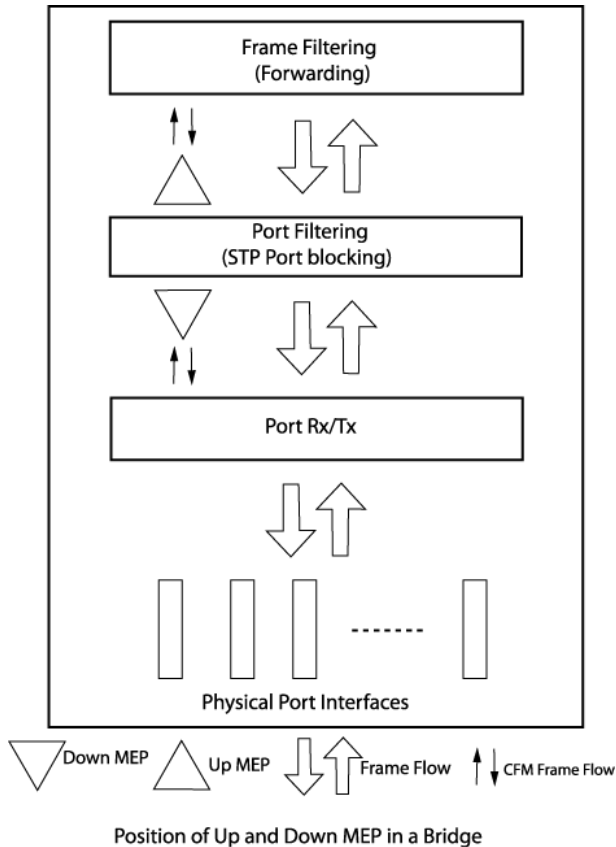 Frame Filtering
(Forwarding)
Port Filtering
(STP Port blocking)
Port Rx/Tx
Physical Port Interfaces
Down MEP
Up MEP
Frame Flow
CFM Frame Flow
Position of Up and Down MEP in a Bridge